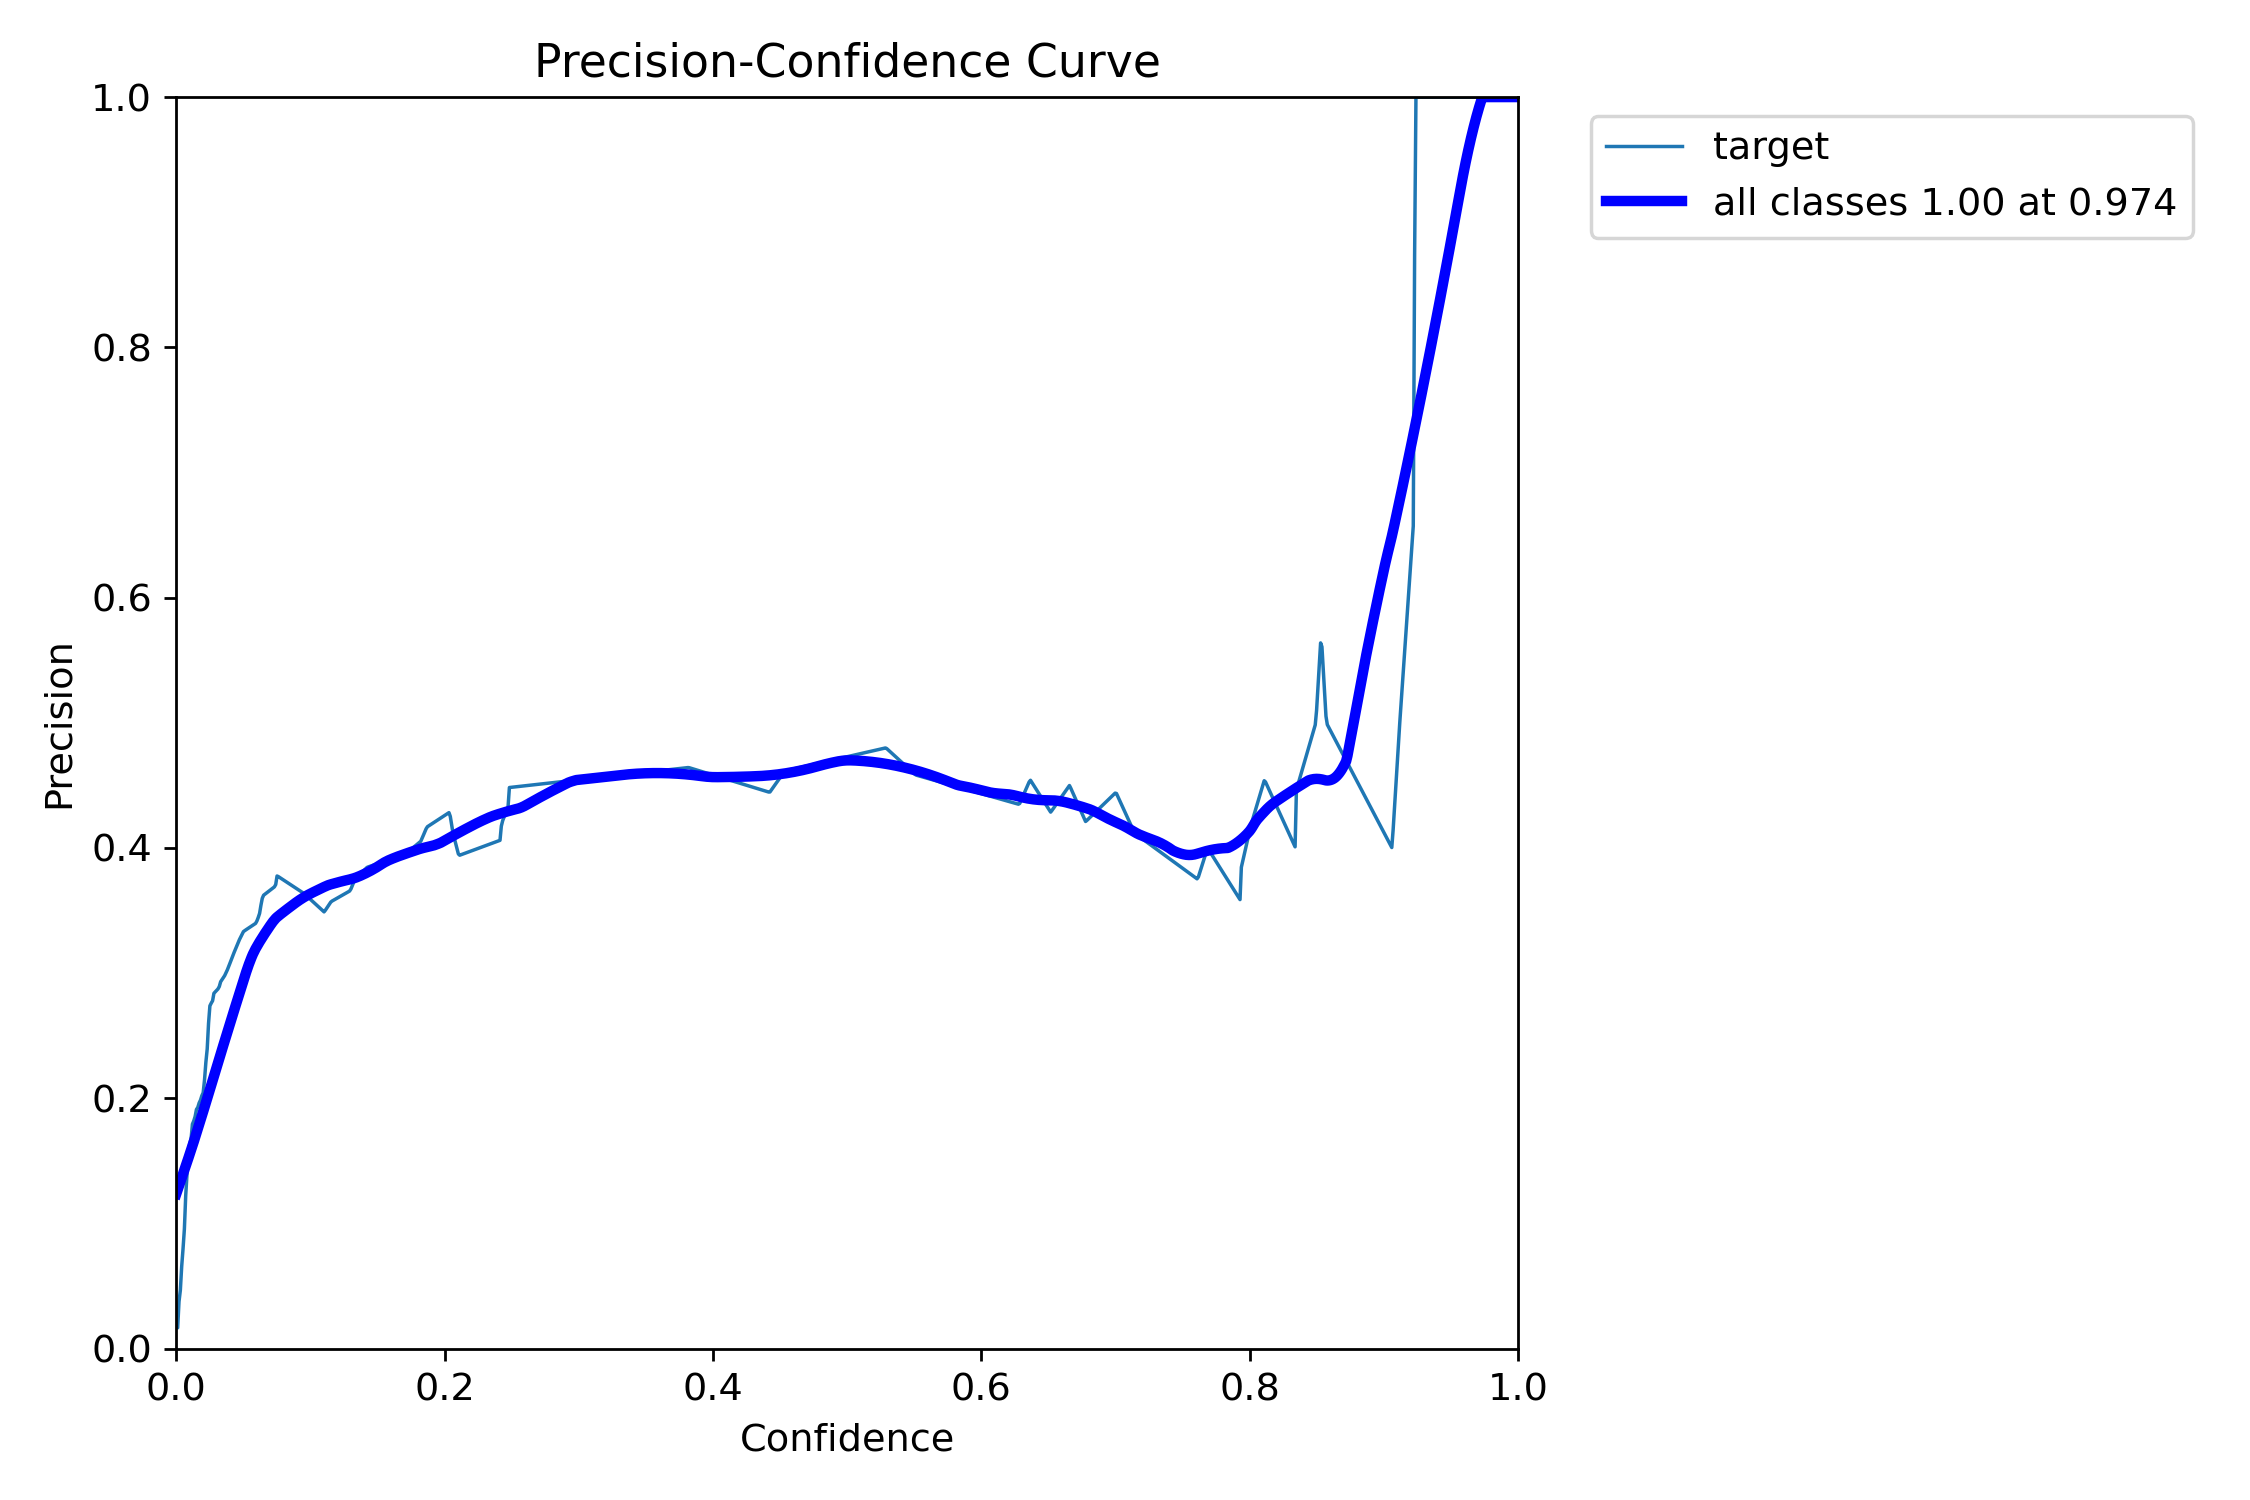 Precision-Confidence Curve
target
all classes 1.00 at 0.974
Precision
1.0
0.8
0.6
0.4
0.2
0.0
0.0 0.2 0.4 0.6 0.8 1.0
Confidence